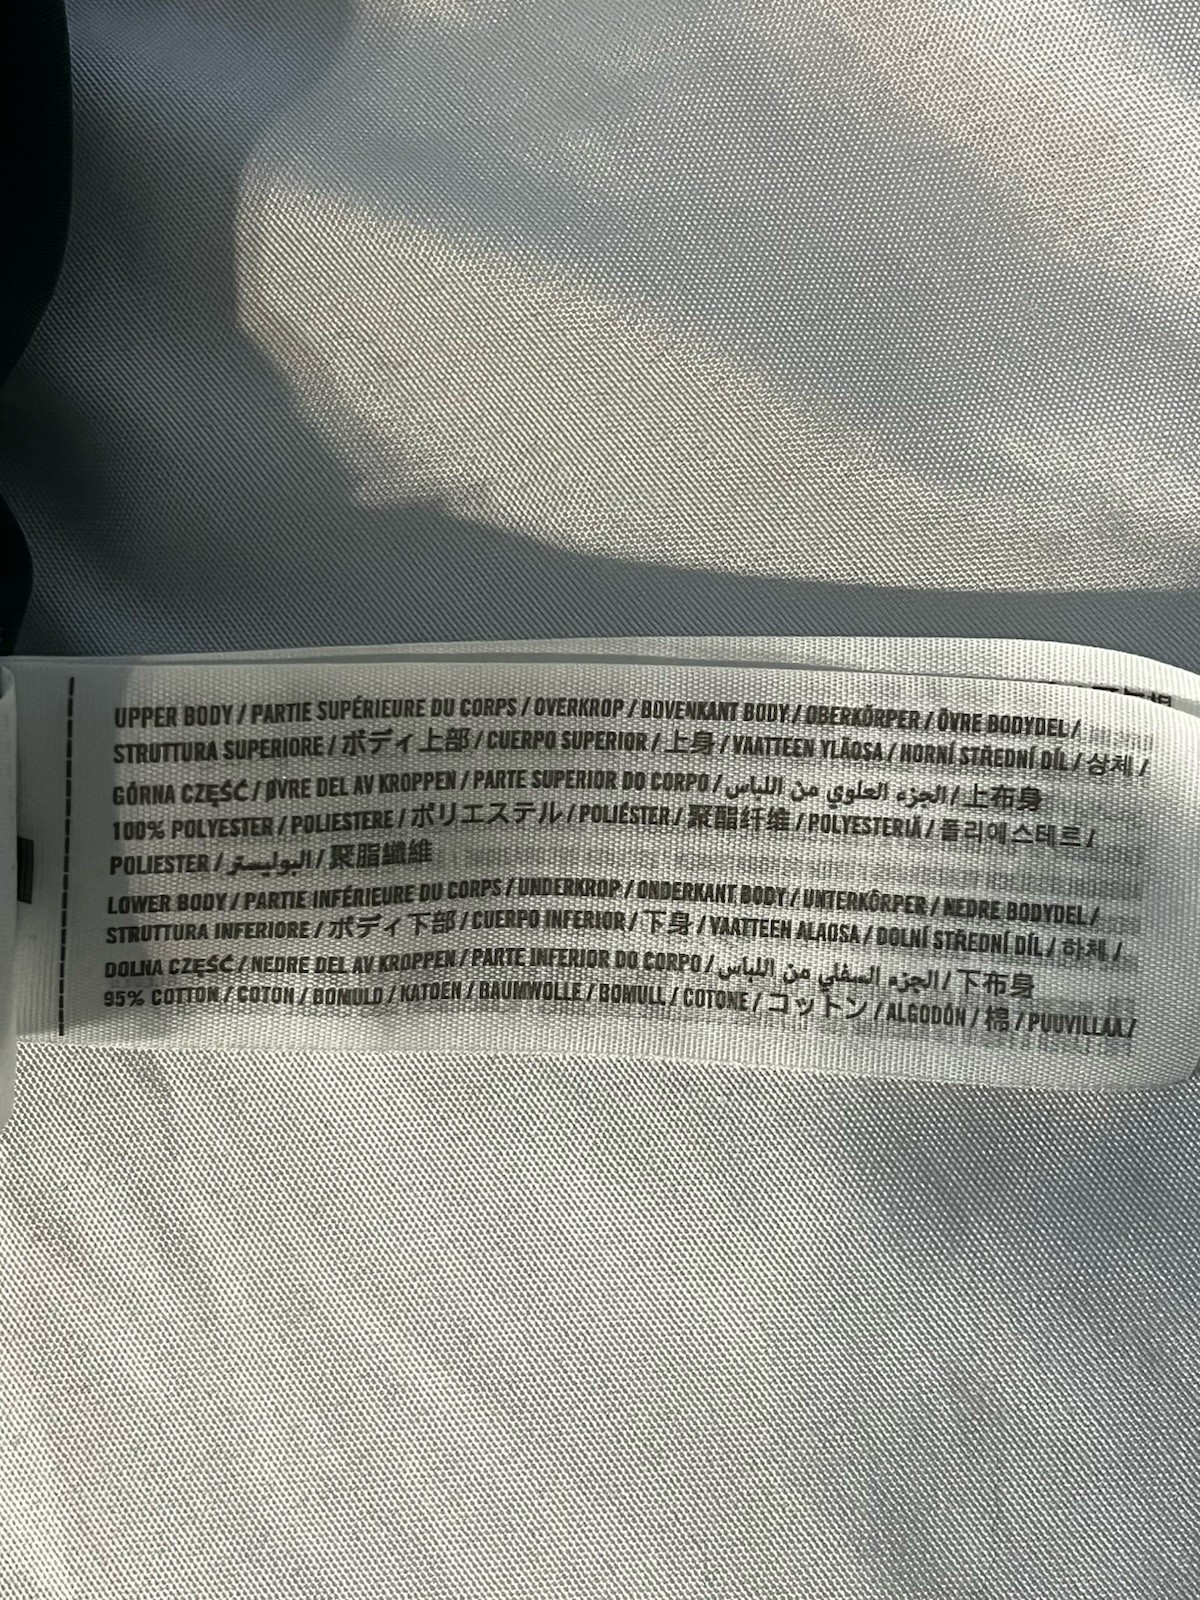 UPPER BODY / PARTIE SUPÉRIEURE DU CORPS / OVERKROP / BOVENKANT BODY / OBERKÖRPER / ÖVRE BODYDEL /
STRUTTURA SUPERIORE / ボディ上部 / CUERPO SUPERIOR / 上身 / VAATTEEN YLÄOSA / HORNÍ STŘEDNÍ DÍL / 상체 /
GÓRNA CZĘŚĆ / ØVRE DEL AV KROPPEN / PARTE SUPERIOR DO CORPO / الجزء العلوي من اللباس / 上布身
100% POLYESTER / POLIESTERE / ポリエステル / POLIÉSTER / 聚酯纤维 / POLYESTERIÄ / 폴리에스테르 /
POLIESTER / البوليستر / 聚脂纖維
LOWER BODY / PARTIE INFÉRIEURE DU CORPS / UNDERKROP / ONDERKANT BODY / UNTERKÖRPER / NEDRE BODYDEL /
STRUTTURA INFERIORE / ボディ下部 / CUERPO INFERIOR / 下身 / VAATTEEN ALAOSA / DOLNÍ STŘEDNÍ DÍL / 하체 /
DOLNA CZĘŚĆ / NEDRE DEL AV KROPPEN / PARTE INFERIOR DO CORPO / الجزء السفلي من اللباس / 下布身
95% COTTON / COTON / BOMULD / KATOEN / BAUMWOLLE / BOMULL / COTONE / コットン / ALGODÓN / 棉 / PUUVILLAA /